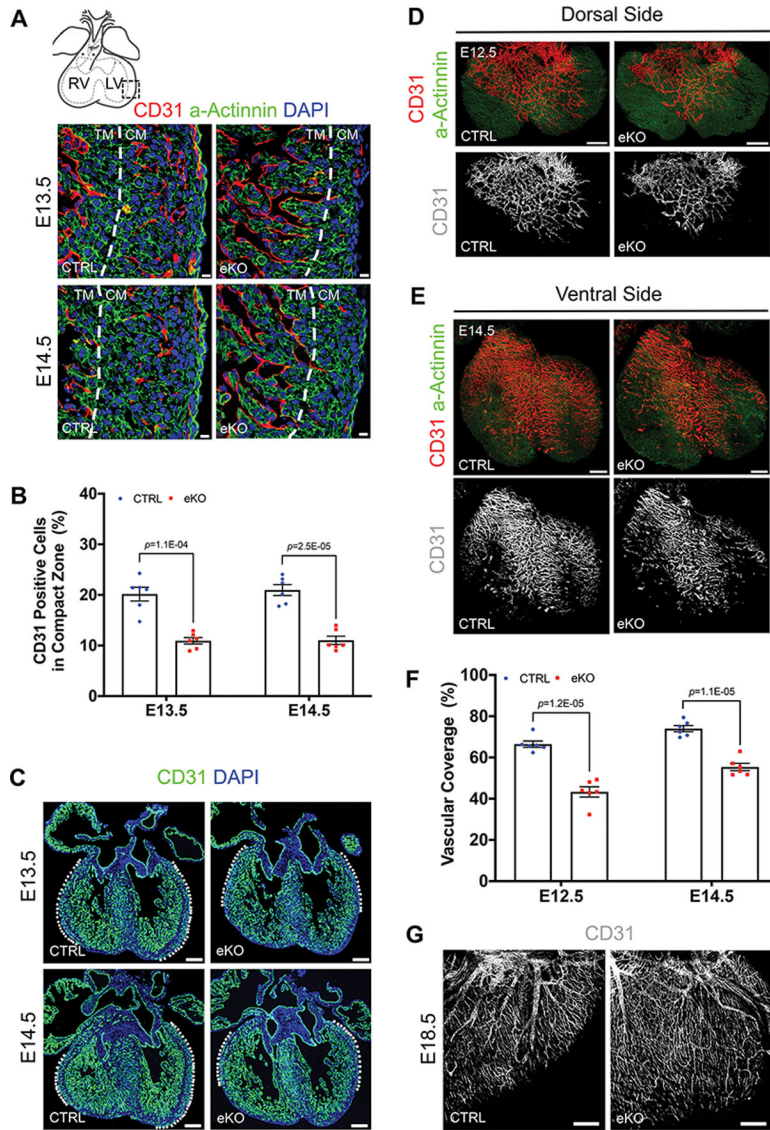 A
RV
LV
CD31 a-Actinnin DAPI
E13.5
TM CM
CTRL
TM CM
eKO
E14.5
TM CM
CTRL
TM CM
eKO
B
CD31 Positive Cells
in Compact Zone (%)
40
30
20
10
0
CTRL eKO
p=1.1E-04
p=2.5E-05
E13.5 E14.5
C
CD31 DAPI
E13.5
CTRL
eKO
E14.5
CTRL
eKO
D
Dorsal Side
CD31
a-Actinnin
E12.5
CTRL
eKO
CD31
CTRL
eKO
E
Ventral Side
CD31 a-Actinnin
E14.5
CTRL
eKO
CD31
CTRL
eKO
F
Vascular Coverage (%)
100
80
60
40
20
0
CTRL eKO
p=1.2E-05
p=1.1E-05
E12.5 E14.5
G
CD31
E18.5
CTRL
eKO